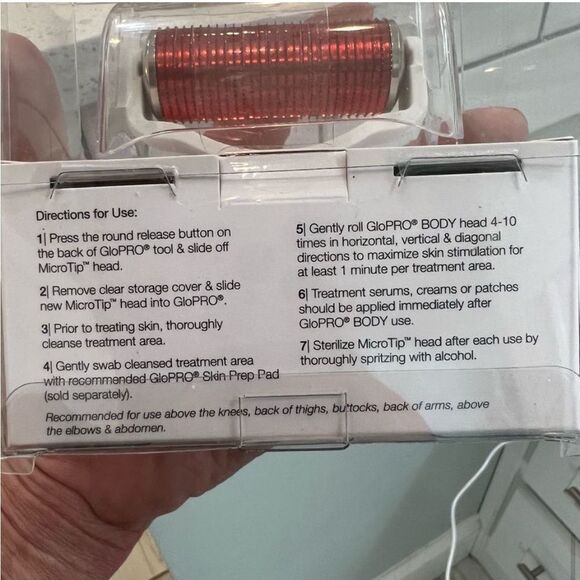 Directions for Use:
1| Press the round release button on
the back of GloPRO® tool & slide off
MicroTip™ head.
2| Remove clear storage cover & slide
new MicroTip™ head into GloPRO®.
3| Prior to treating skin, thoroughly
cleanse treatment area.
4| Gently swab cleansed treatment area
with recommended GloPRO® Skin Prep Pad
(sold separately).
5| Gently roll GloPRO® BODY head 4-10
times in horizontal, vertical & diagonal
directions to maximize skin stimulation for
at least 1 minute per treatment area.
6| Treatment serums, creams or patches
should be applied immediately after
GloPRO® BODY use.
7| Sterilize MicroTip™ head after each use by
thoroughly spritzing with alcohol.
Recommended for use above the knees, back of thighs, buttocks, back of arms, above
the elbows & abdomen.